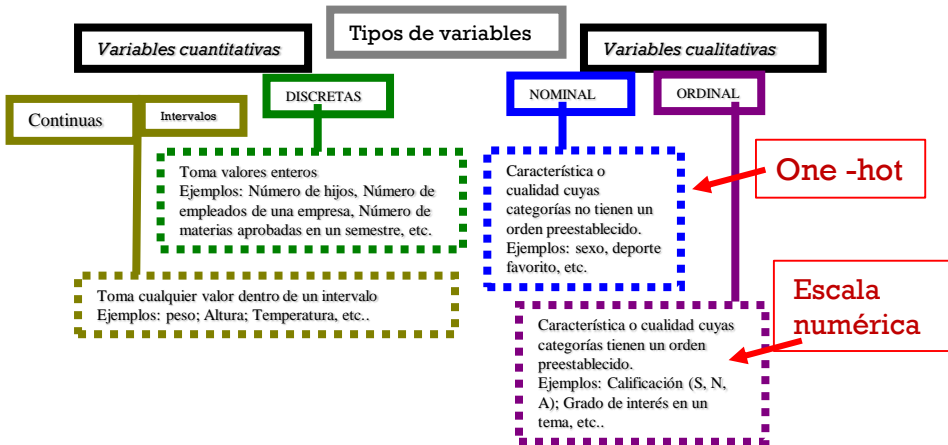 Tipos de variables
Variables cuantitativas
Variables cualitativas
Continuas
Intervalos
DISCRETAS
NOMINAL
ORDINAL
Toma valores enteros
Ejemplos: Número de hijos, Número de
empleados de una empresa, Número de
materias aprobadas en un semestre, etc.
Característica o
cualidad cuyas
categorías no tienen un
orden preestablecido.
Ejemplos: sexo, deporte
favorito, etc.
One -hot
Toma cualquier valor dentro de un intervalo
Ejemplos: peso; Altura; Temperatura, etc..
Característica o cualidad cuyas
categorías tienen un orden
preestablecido.
Ejemplos: Calificación (S, N,
A); Grado de interés en un
tema, etc..
Escala
numérica